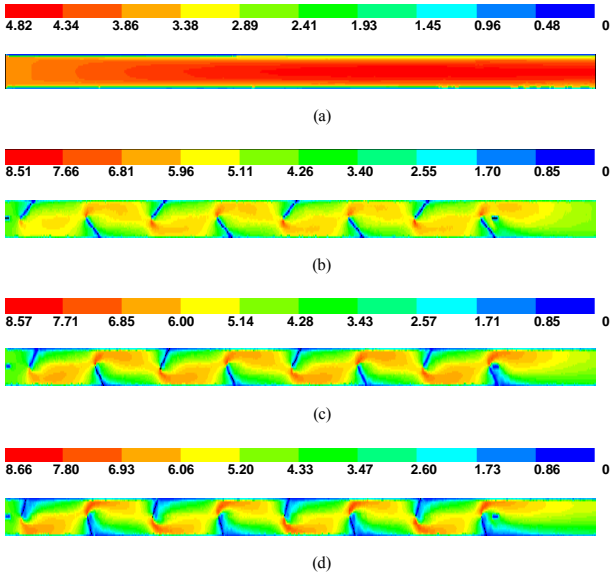 4.82 4.34 3.86 3.38 2.89 2.41 1.93 1.45 0.96 0.48 0
(a)
8.51 7.66 6.81 5.96 5.11 4.26 3.40 2.55 1.70 0.85 0
(b)
8.57 7.71 6.85 6.00 5.14 4.28 3.43 2.57 1.71 0.85 0
(c)
8.66 7.80 6.93 6.06 5.20 4.33 3.47 2.60 1.73 0.86 0
(d)